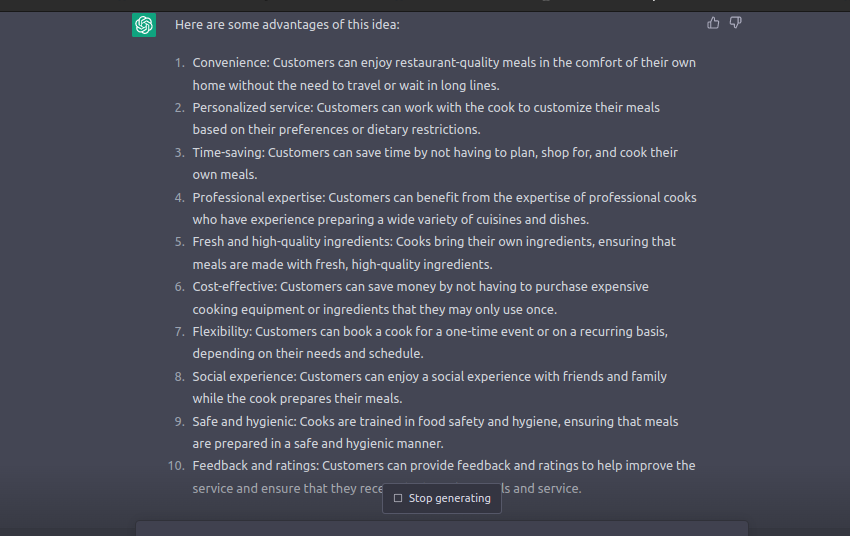 Here are some advantages of this idea:
1. Convenience: Customers can enjoy restaurant-quality meals in the comfort of their own
home without the need to travel or wait in long lines.
2. Personalized service: Customers can work with the cook to customize their meals
based on their preferences or dietary restrictions.
3. Time-saving: Customers can save time by not having to plan, shop for, and cook their
own meals.
4. Professional expertise: Customers can benefit from the expertise of professional cooks
who have experience preparing a wide variety of cuisines and dishes.
5. Fresh and high-quality ingredients: Cooks bring their own ingredients, ensuring that
meals are made with fresh, high-quality ingredients.
6. Cost-effective: Customers can save money by not having to purchase expensive
cooking equipment or ingredients that they may only use once.
7. Flexibility: Customers can book a cook for a one-time event or on a recurring basis,
depending on their needs and schedule.
8. Social experience: Customers can enjoy a social experience with friends and family
while the cook prepares their meals.
9. Safe and hygienic: Cooks are trained in food safety and hygiene, ensuring that meals
are prepared in a safe and hygienic manner.
10. Feedback and ratings: Customers can provide feedback and ratings to help improve the
service and ensure that they and service.
Stop generating